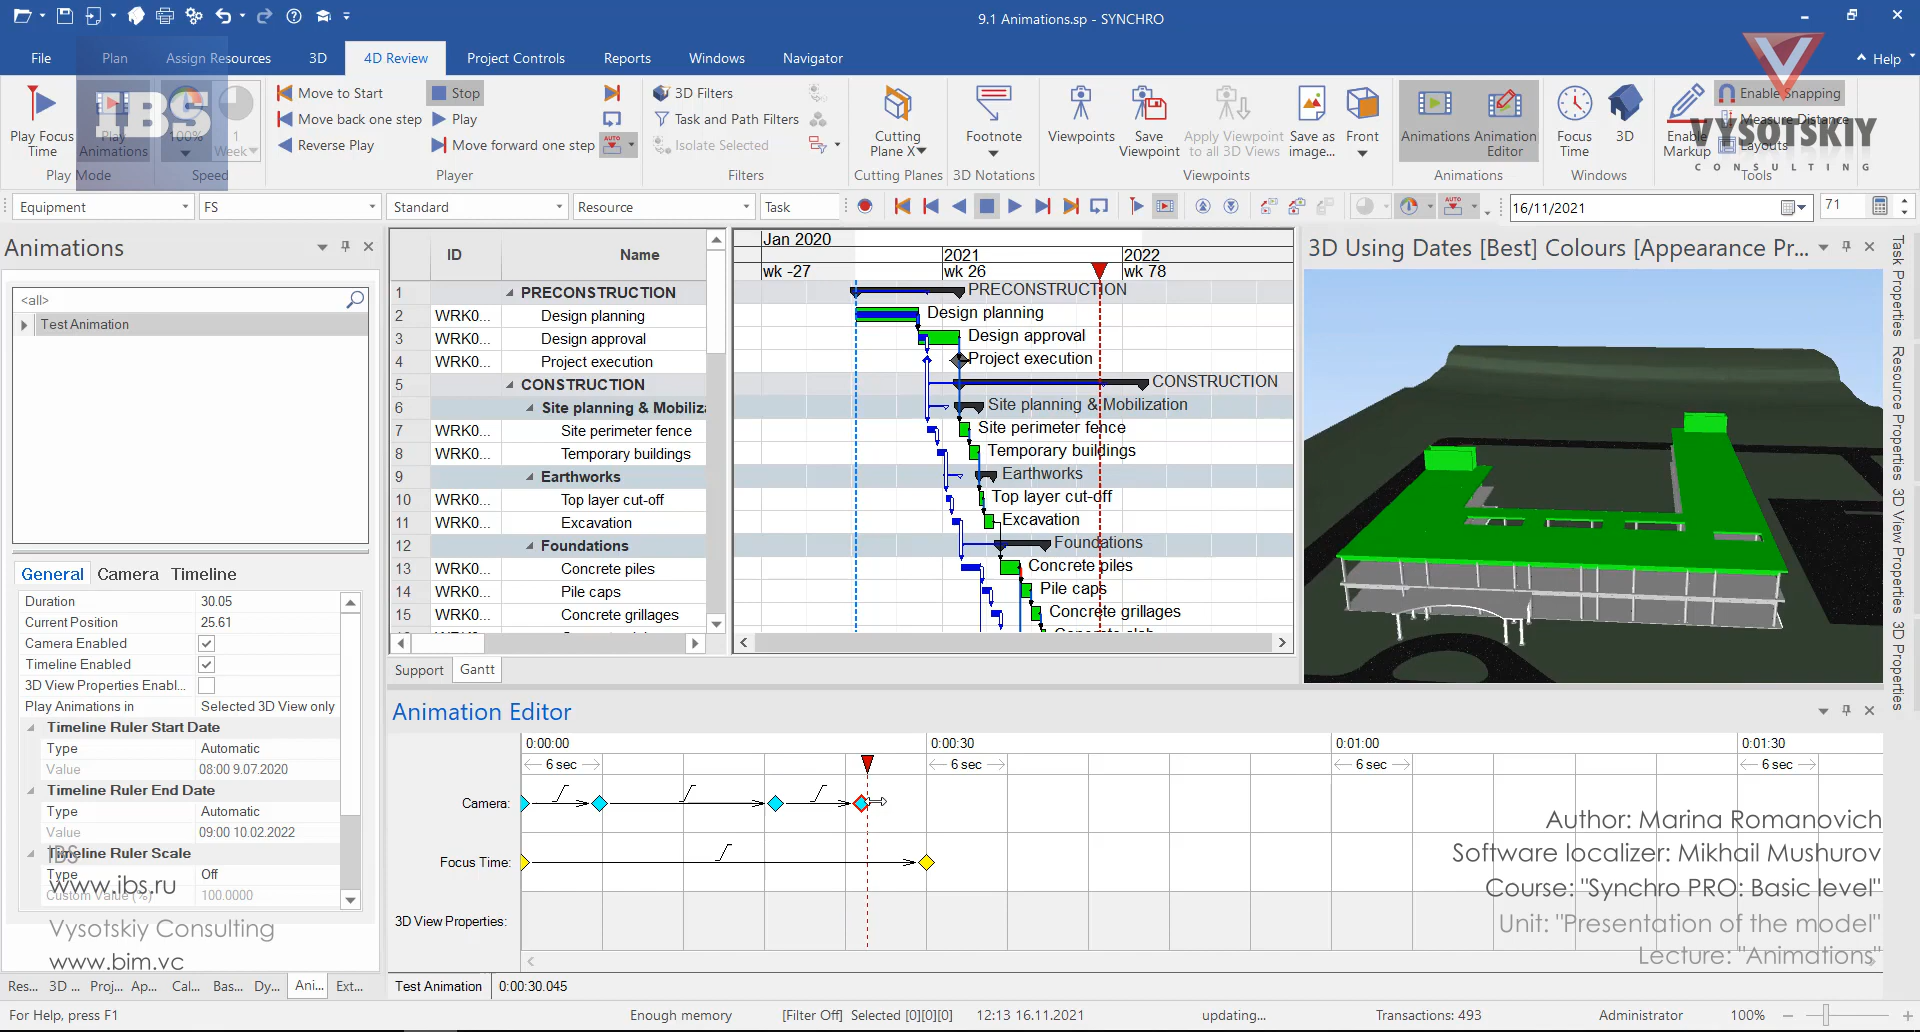 9.1 Animations.sp - SYNCHRO
File
Plan
Assign Resources
3D
4D Review
Project Controls
Reports
Windows
Navigator
Help
Play Focus Time
Play Animations
Play Mode
100%
1 Week
Speed
Move to Start
Move back one step
Reverse Play
Stop
Play
Move forward one step
AUTO
Player
3D Filters
Task and Path Filters
Isolate Selected
Filters
Cutting Plane X
Cutting Planes
Footnote
3D Notations
Viewpoints
Save Viewpoint
Apply Viewpoint to all 3D Views
Save as image...
Front
Viewpoints
Animations
Animation Editor
Animations
Focus Time
3D
Windows
Enable Markup
Enable Snapping
Measure Distance
Layouts
Tools
IBS
VYSOTSKIY
CONSULTING
Equipment
FS
Standard
Resource
Task
AUTO
16/11/2021
71
Animations
<all>
Test Animation
General Camera Timeline
Duration 30.05
Current Position 25.61
Camera Enabled
Timeline Enabled
3D View Properties Enabl...
Play Animations in Selected 3D View only
Timeline Ruler Start Date
Type Automatic
Value 08:00 9.07.2020
Timeline Ruler End Date
Type Automatic
Value 09:00 10.02.2022
Timeline Ruler Scale
Type Off
Custom Value (%) 100.0000
IBS
www.ibs.ru
Vysotskiy Consulting
www.bim.vc
Res... 3D ... Proj... Ap... Cal... Bas... Dy... Ani... Ext...
ID Name
1 PRECONSTRUCTION
2 WRK0... Design planning
3 WRK0... Design approval
4 WRK0... Project execution
5 CONSTRUCTION
6 Site planning & Mobiliz
7 WRK0... Site perimeter fence
8 WRK0... Temporary buildings
9 Earthworks
10 WRK0... Top layer cut-off
11 WRK0... Excavation
12 Foundations
13 WRK0... Concrete piles
14 WRK0... Pile caps
15 WRK0... Concrete grillages
Support Gantt
Jan 2020
2021 2022
wk -27 wk 26 wk 78
PRECONSTRUCTION
Design planning
Design approval
Project execution
CONSTRUCTION
Site planning & Mobilization
Site perimeter fence
Temporary buildings
Earthworks
Top layer cut-off
Excavation
Foundations
Concrete piles
Pile caps
Concrete grillages
3D Using Dates [Best] Colours [Appearance Pr...
Task Properties
Resource Properties
3D View Properties
3D Properties
Animation Editor
0:00:00 0:00:30 0:01:00 0:01:30
6 sec 6 sec 6 sec 6 sec
Camera:
Focus Time:
3D View Properties:
Author: Marina Romanovich
Software localizer: Mikhail Mushurov
Course: "Synchro PRO: Basic level"
Unit: "Presentation of the model"
Lecture: "Animations"
Test Animation 0:00:30.045
For Help, press F1
Enough memory
[Filter Off]
Selected [0][0][0]
12:13 16.11.2021
updating...
Transactions: 493
Administrator
100%